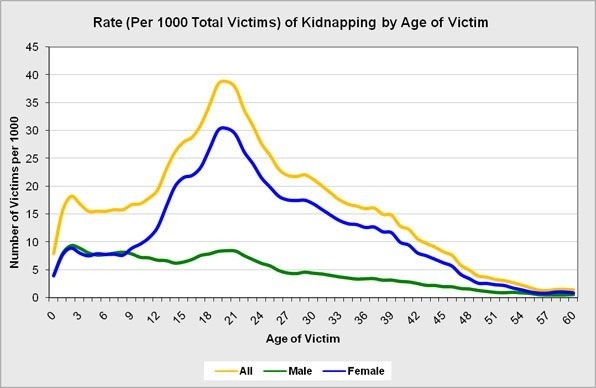 Rate (Per 1000 Total Victims) of Kidnapping by Age of Victim
Number of Victims per 1000
45
40
35
30
25
20
15
10
5
0
0 3 6 9 12 15 18 21 24 27 30 33 36 39 42 45 48 51 54 57 60
Age of Victim
All Male Female